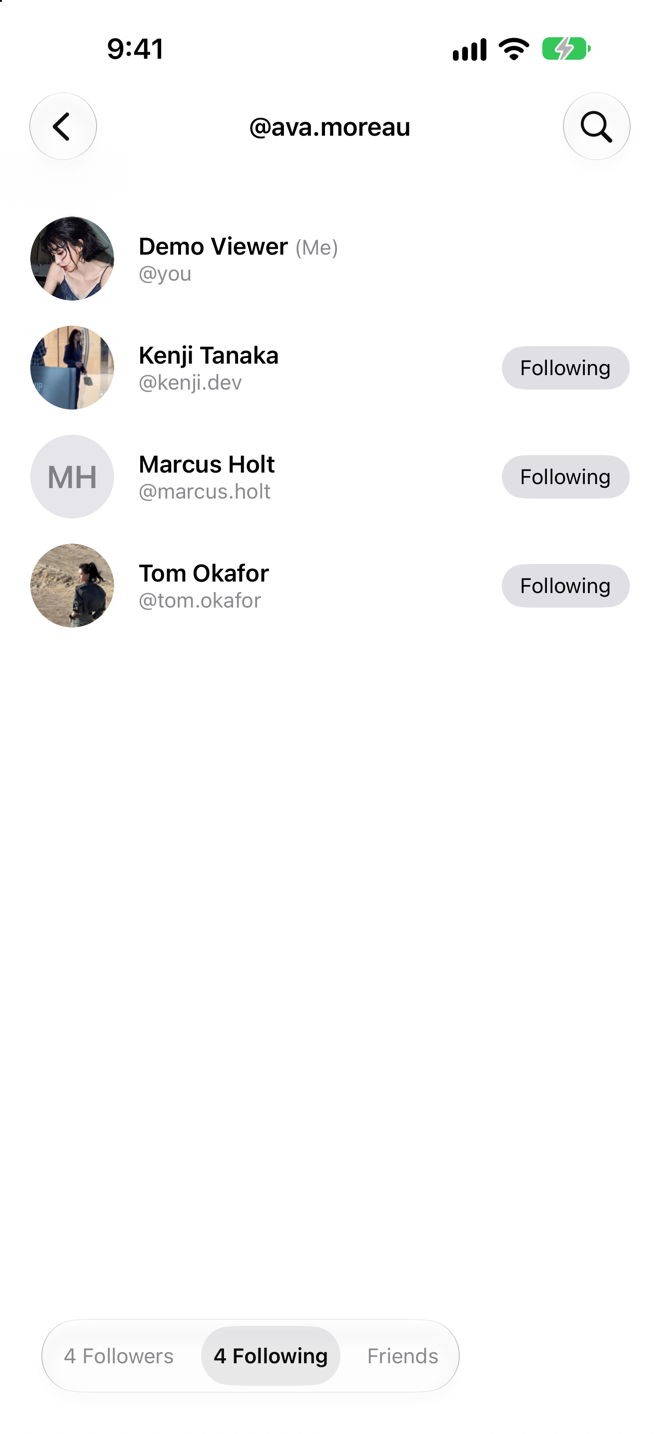 9:41
@ava.moreau
Demo Viewer (Me)
@you
Kenji Tanaka
@kenji.dev
Following
MH
Marcus Holt
@marcus.holt
Following
Tom Okafor
@tom.okafor
Following
4 Followers
4 Following
Friends